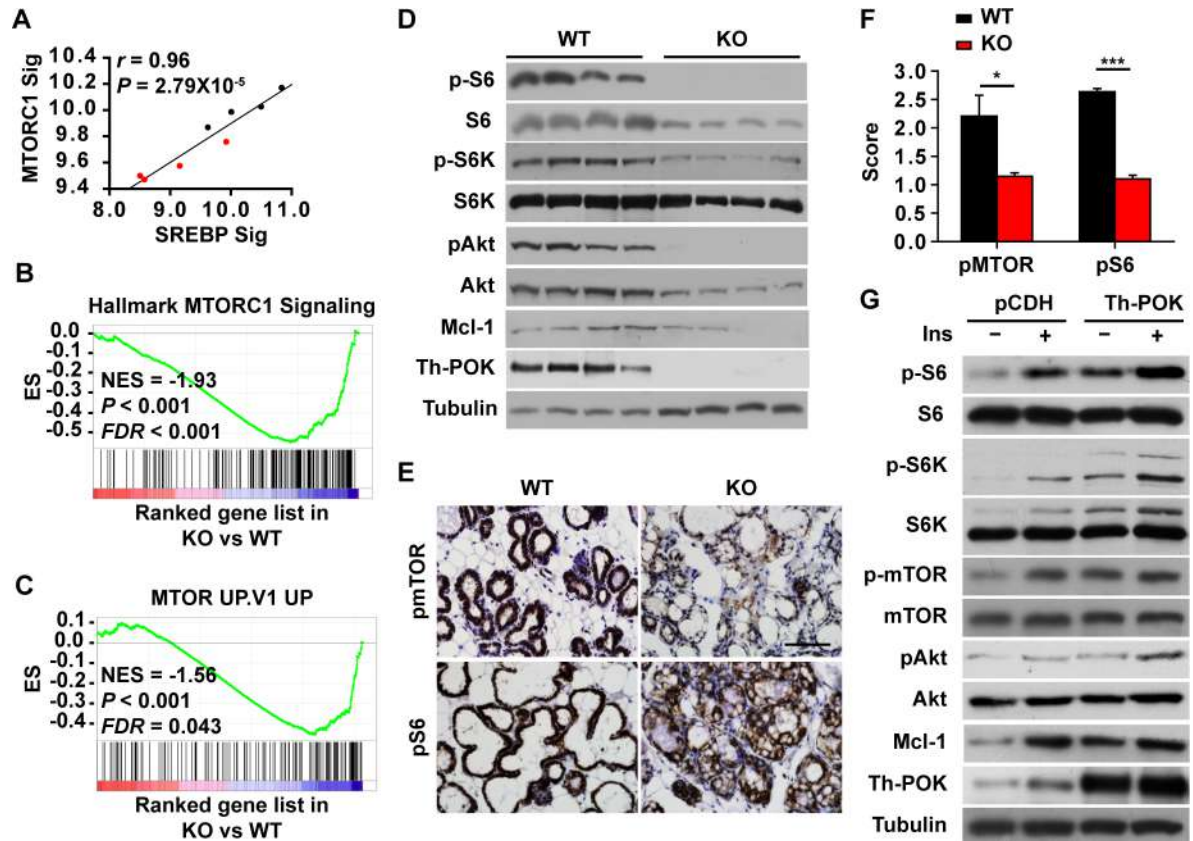 A
MTORC1 Sig
10.4
10.2
10.0
9.8
9.6
9.4
r = 0.96
P = 2.79X10⁻⁵
8.0 9.0 10.0 11.0
SREBP Sig
B
Hallmark MTORC1 Signaling
ES
0.0
-0.1
-0.2
-0.3
-0.4
-0.5
NES = -1.93
P < 0.001
FDR < 0.001
Ranked gene list in
KO vs WT
C
MTOR UP.V1 UP
ES
0.1
0.0
-0.1
-0.2
-0.3
-0.4
NES = -1.56
P < 0.001
FDR = 0.043
Ranked gene list in
KO vs WT
D
WT KO
p-S6
S6
p-S6K
S6K
pAkt
Akt
Mcl-1
Th-POK
Tubulin
E
WT KO
pmTOR
pS6
F
WT
KO
Score
3.0
2.5
2.0
1.5
1.0
0.5
0.0
* ***
pMTOR pS6
G
pCDH Th-POK
Ins − + − +
p-S6
S6
p-S6K
S6K
p-mTOR
mTOR
pAkt
Akt
Mcl-1
Th-POK
Tubulin